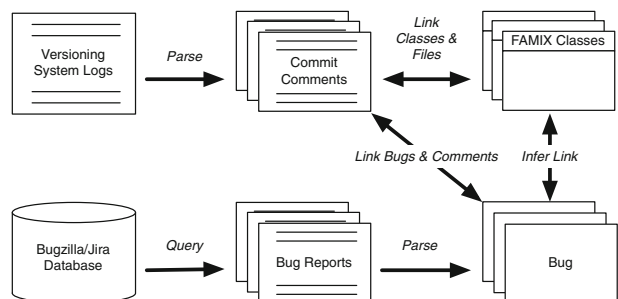 Versioning
System Logs
Parse
Commit
Comments
Link
Classes &
Files
FAMIX Classes
Link Bugs & Comments
Infer Link
Bugzilla/Jira
Database
Query
Bug Reports
Parse
Bug